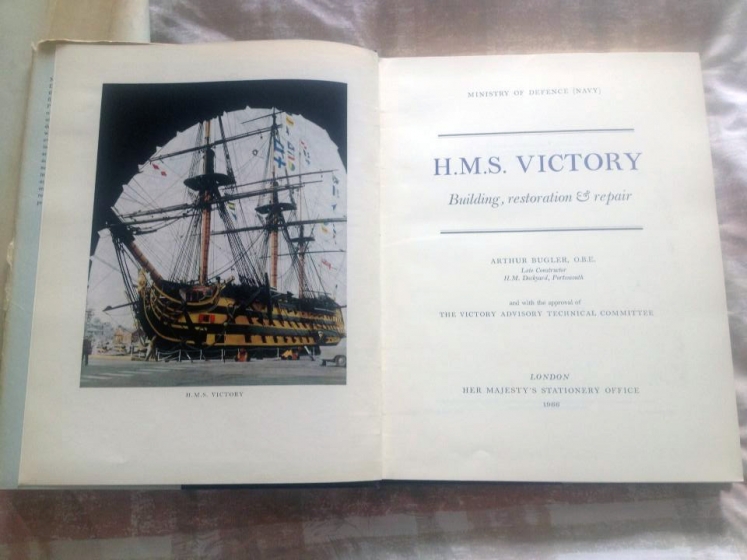 H.M.S. VICTORY
MINISTRY OF DEFENCE (NAVY)
H.M.S. VICTORY
Building, restoration & repair
ARTHUR BUGLER, O.B.E.
Late Constructor
H.M. Dockyard, Portsmouth
and with the approval of
THE VICTORY ADVISORY TECHNICAL COMMITTEE
LONDON
HER MAJESTY'S STATIONERY OFFICE
1966